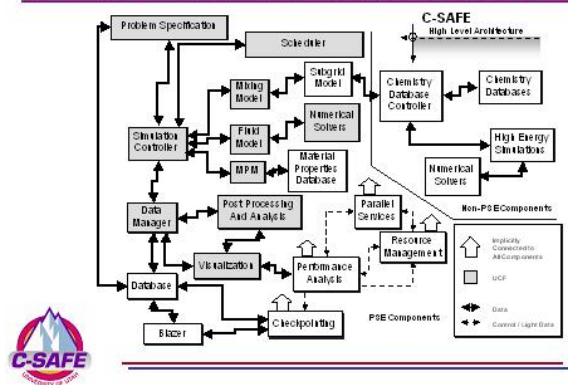 C-SAFE
High Level Architecture
Problem Specification
Scheduler
Subgrid
Model
Mixing
Model
Chemistry
Database
Controller
Chemistry
Databases
Simulation
Controller
Fluid
Model
Numerical
Solvers
MPM
Material
Properties
Database
High Energy
Simulations
Numerical
Solvers
Non-PSE Components
Data
Manager
Post Processing
And Analysis
Parallel
Services
Resource
Management
Visualization
Performance
Analysis
Database
Checkpointing
Blazer
PSE Components
Implicitly
Connected to
All Components
UCF
Data
Control / Light Data
C-SAFE
UNIVERSITY OF UTAH